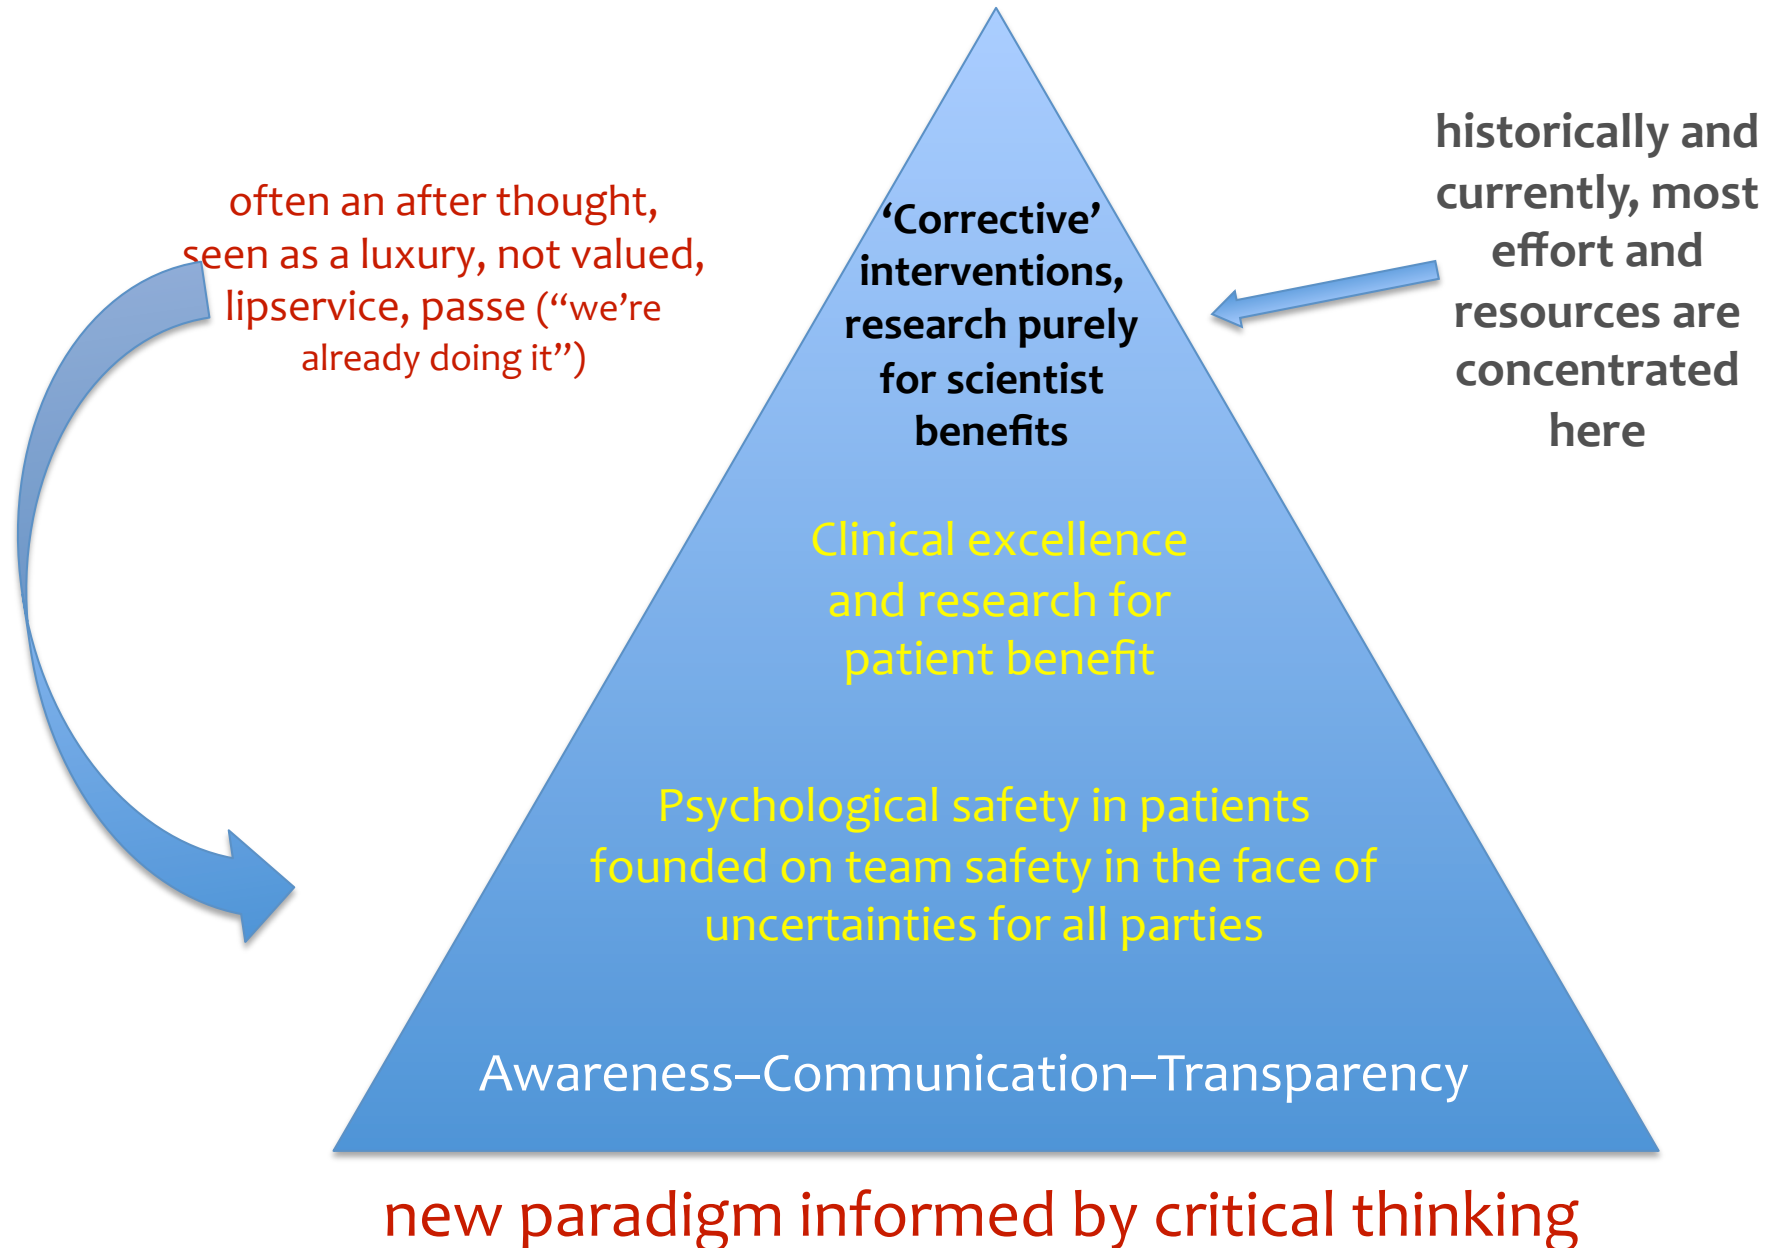 often an after thought,
seen as a luxury, not valued,
lipservice, passe (“we’re
already doing it”)
historically and
currently, most
effort and
resources are
concentrated
here
‘Corrective’
interventions,
research purely
for scientist
benefits
Clinical excellence
and research for
patient benefit
Psychological safety in patients
founded on team safety in the face of
uncertainties for all parties
Awareness–Communication–Transparency
new paradigm informed by critical thinking